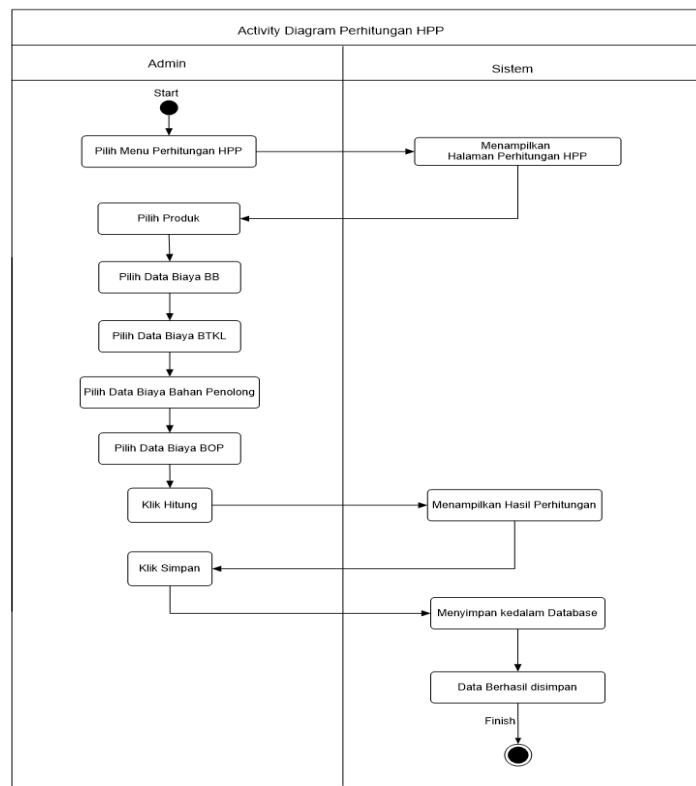 Activity Diagram Perhitungan HPP
Admin
Sistem
Start
Pilih Menu Perhitungan HPP
Menampilkan
Halaman Perhitungan HPP
Pilih Produk
Pilih Data Biaya BB
Pilih Data Biaya BTKL
Pilih Data Biaya Bahan Penolong
Pilih Data Biaya BOP
Klik Hitung
Menampilkan Hasil Perhitungan
Klik Simpan
Menyimpan kedalam Database
Data Berhasil disimpan
Finish